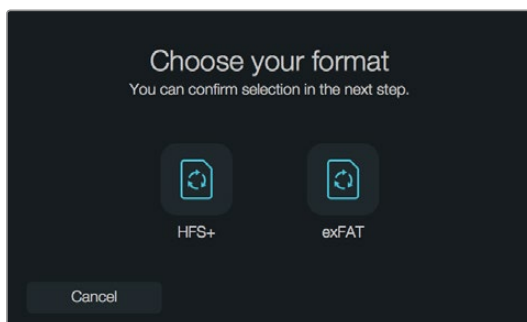 Choose your format
You can confirm selection in the next step.
HFS+
exFAT
Cancel